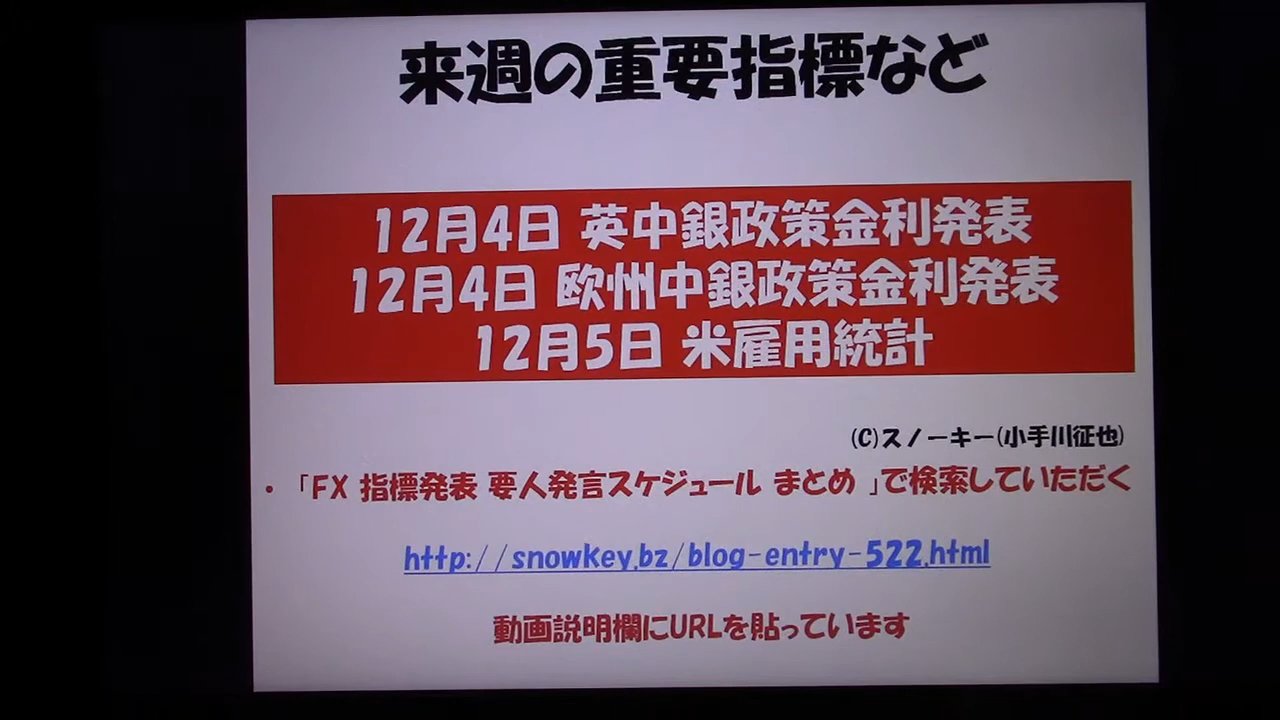 来週の重要指標など
12月4日 英中銀政策金利発表
12月4日 欧州中銀政策金利発表
12月5日 米雇用統計
(C)スノーキー(小手川征也)
・「FX 指標発表 要人発言スケジュール まとめ 」で検索していただく
http://snowkey.bz/blog-entry-522.html
動画説明欄にURLを貼っています